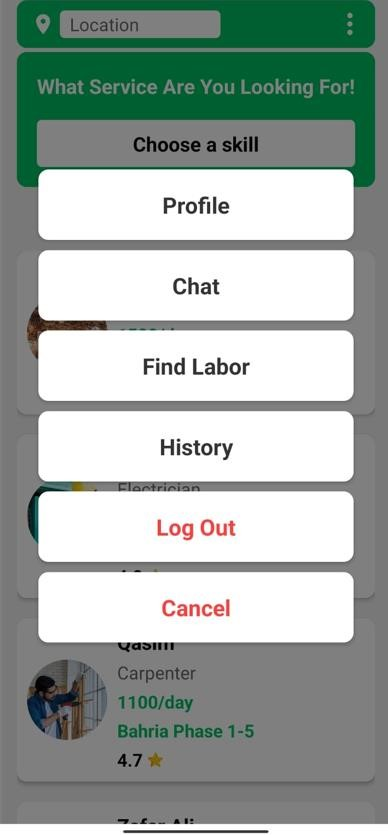 Location
What Service Are You Looking For!
Choose a skill
Profile
Chat
Find Labor
History
Electrician
Log Out
Cancel
Qasim
Carpenter
1100/day
Bahria Phase 1-5
4.7
Zafar Ali